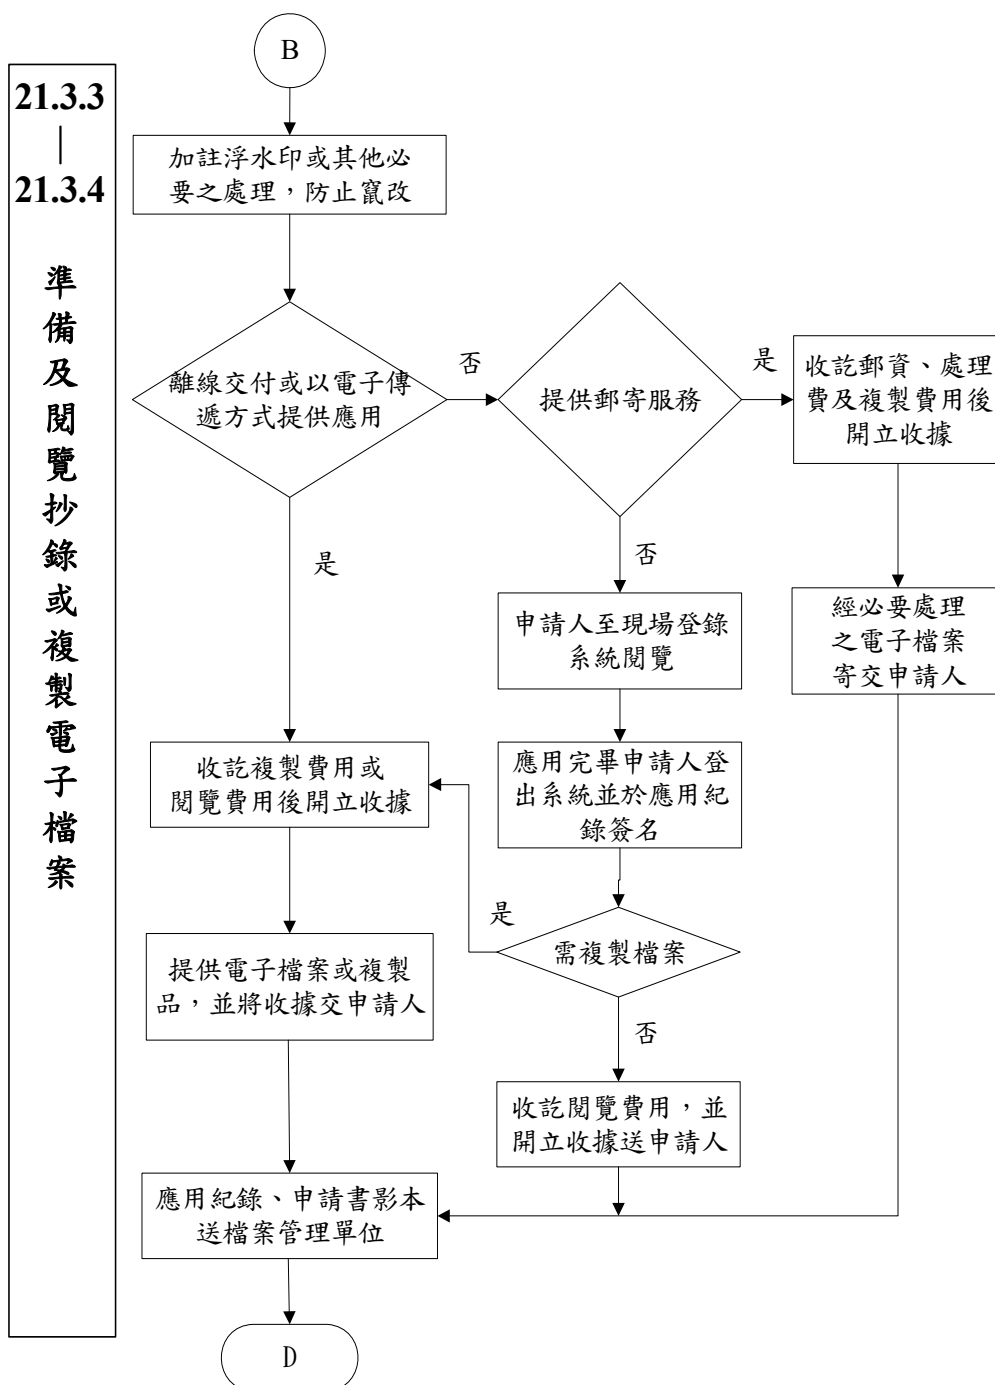 B
21.3.3
|
21.3.4
準備及閱覽抄錄或複製電子檔案
加註浮水印或其他必
要之處理，防止竄改
離線交付或以電子傳
遞方式提供應用
否
提供郵寄服務
是
收訖郵資、處理
費及複製費用後
開立收據
是
否
申請人至現場登錄
系統閱覽
經必要處理
之電子檔案
寄交申請人
收訖複製費用或
閱覽費用後開立收據
應用完畢申請人登
出系統並於應用紀
錄簽名
是
需複製檔案
提供電子檔案或複製
品，並將收據交申請人
否
收訖閱覽費用，並
開立收據送申請人
應用紀錄、申請書影本
送檔案管理單位
D